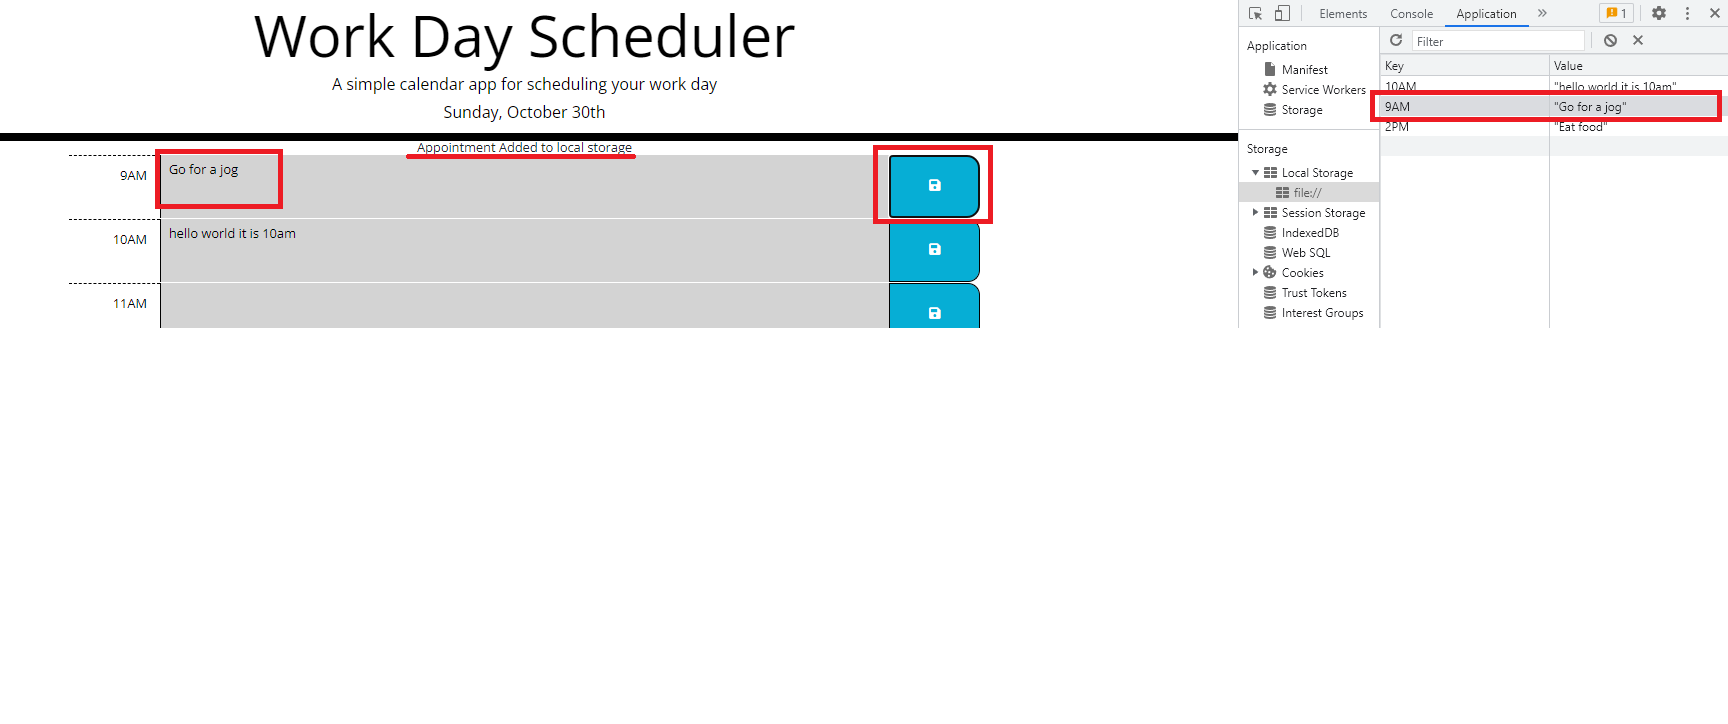 Work Day Scheduler
A simple calendar app for scheduling your work day
Sunday, October 30th
Appointment Added to local storage
9AM
Go for a jog
10AM
hello world it is 10am
11AM
Elements Console Application
1
Application
Manifest
Service Workers
Storage
Storage
Local Storage
file://
Session Storage
IndexedDB
Web SQL
Cookies
Trust Tokens
Interest Groups
Filter
Key Value
10AM "hello world it is 10am"
9AM "Go for a jog"
2PM "Eat food"